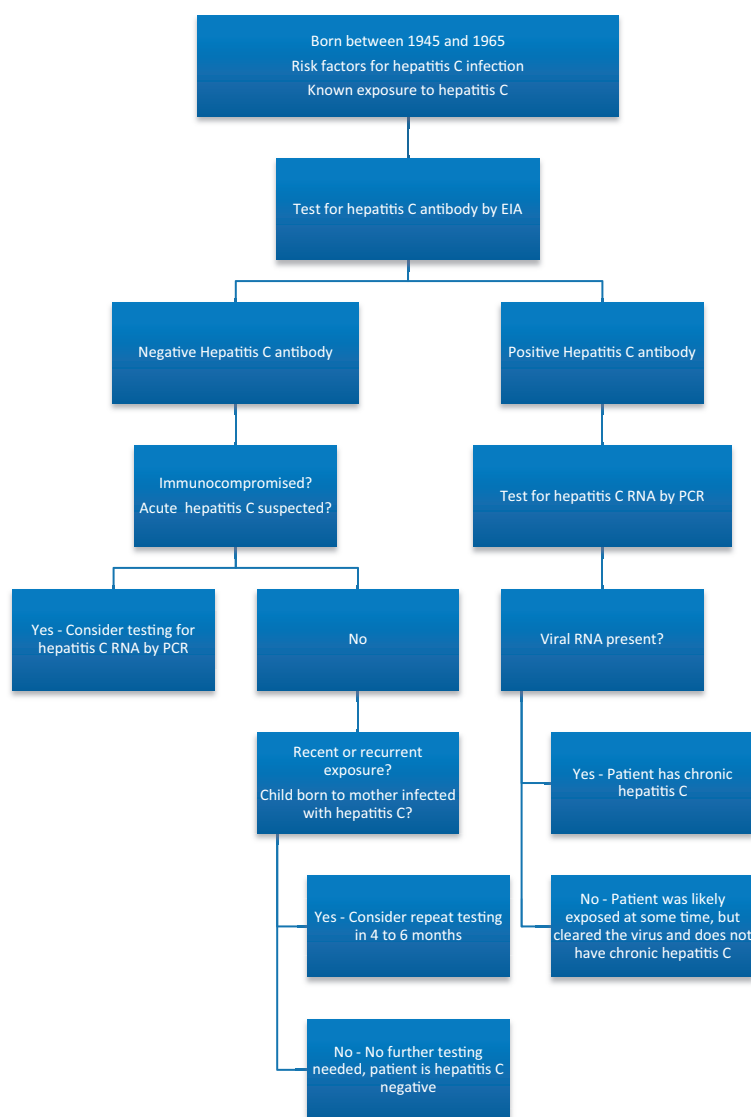 Born between 1945 and 1965
Risk factors for hepatitis C infection
Known exposure to hepatitis C
Test for hepatitis C antibody by EIA
Negative Hepatitis C antibody
Positive Hepatitis C antibody
Immunocompromised?
Acute hepatitis C suspected?
Test for hepatitis C RNA by PCR
Yes - Consider testing for
hepatitis C RNA by PCR
No
Viral RNA present?
Recent or recurrent
exposure?
Child born to mother infected
with hepatitis C?
Yes - Patient has chronic
hepatitis C
Yes - Consider repeat testing
in 4 to 6 months
No - Patient was likely
exposed at some time, but
cleared the virus and does not
have chronic hepatitis C
No - No further testing
needed, patient is hepatitis C
negative